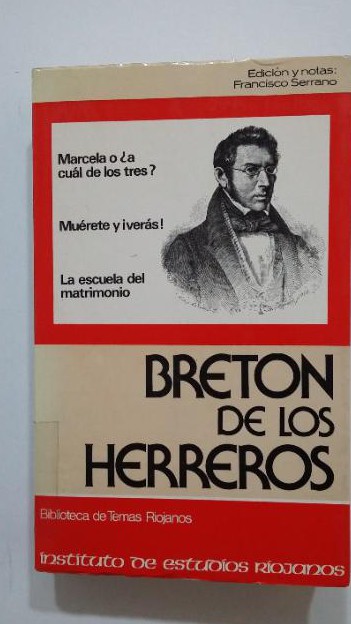 Edición y notas:
Francisco Serrano
Marcela o ¿a
cuál de los tres?
Muérete y ¡verás!
La escuela del
matrimonio
BRETON
DE LOS
HERREROS
Biblioteca de Temas Riojanos
instituto de estudios riojanos